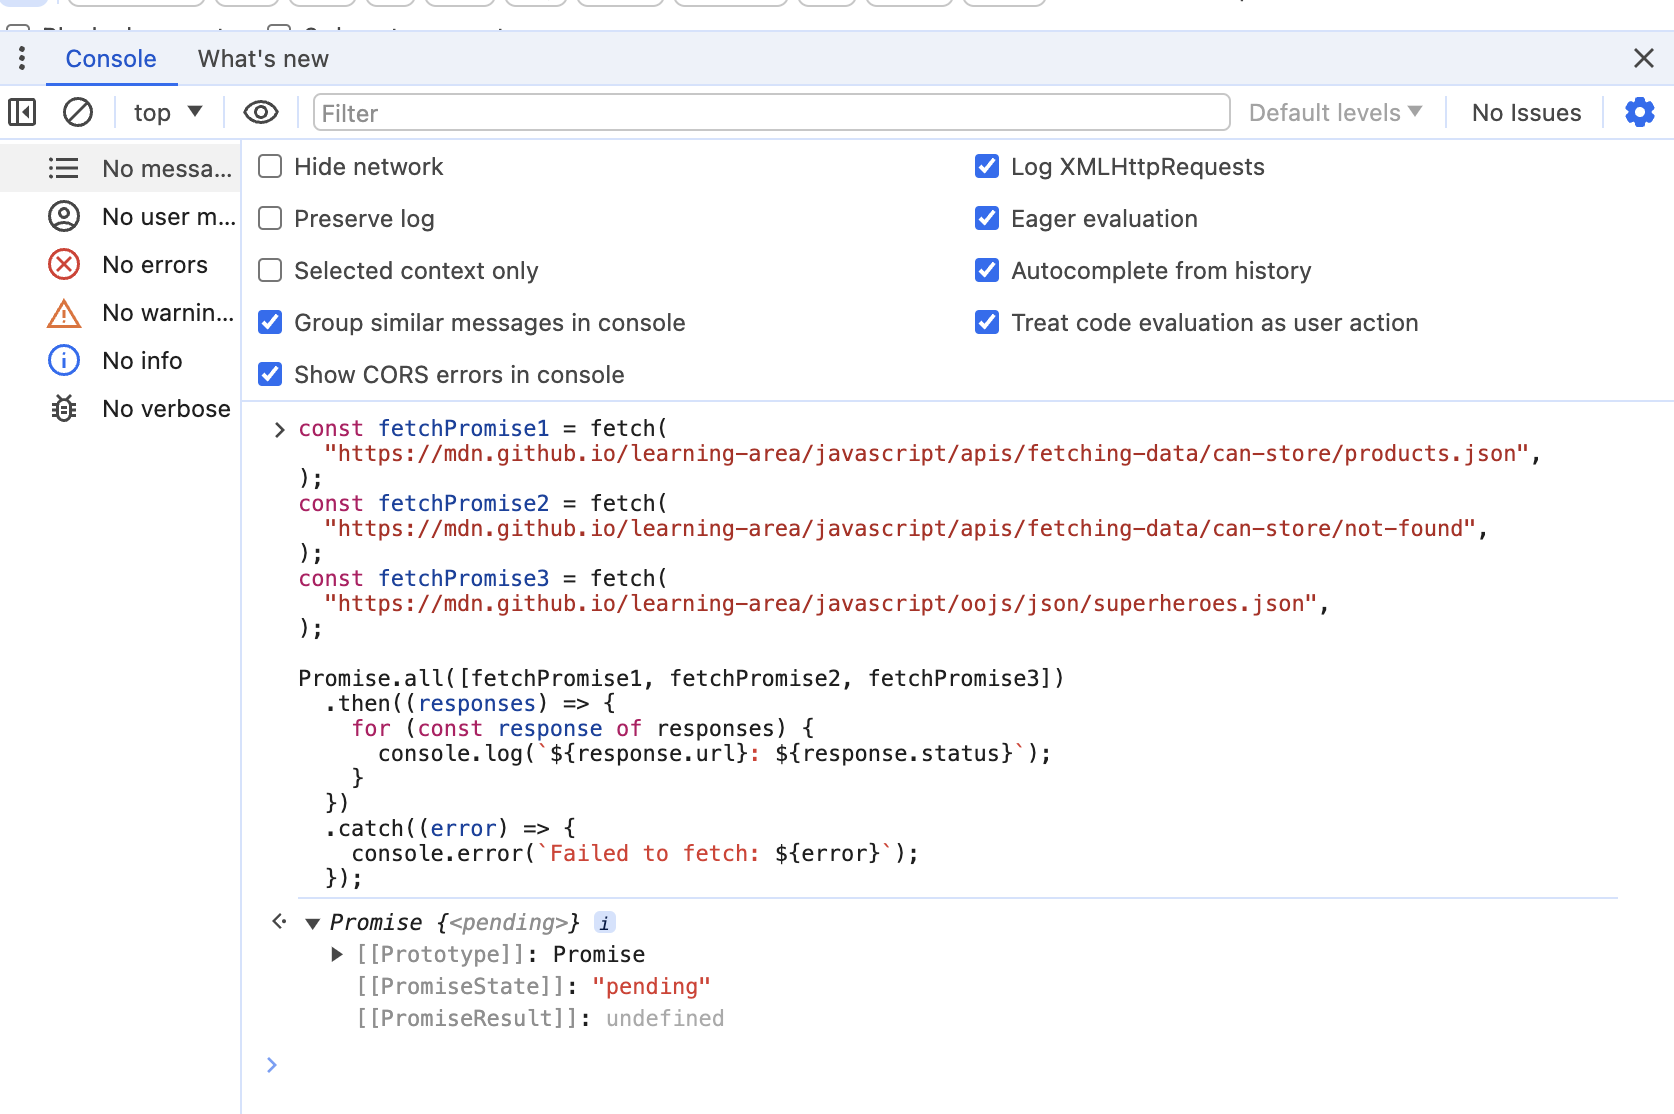 Console What's new
top Filter Default levels No Issues
No messa...
No user m...
No errors
No warnin...
No info
No verbose
Hide network
Log XMLHttpRequests
Preserve log
Eager evaluation
Selected context only
Autocomplete from history
Group similar messages in console
Treat code evaluation as user action
Show CORS errors in console
const fetchPromise1 = fetch(
  "https://mdn.github.io/learning-area/javascript/apis/fetching-data/can-store/products.json",
);
const fetchPromise2 = fetch(
  "https://mdn.github.io/learning-area/javascript/apis/fetching-data/can-store/not-found",
);
const fetchPromise3 = fetch(
  "https://mdn.github.io/learning-area/javascript/oojs/json/superheroes.json",
);

Promise.all([fetchPromise1, fetchPromise2, fetchPromise3])
  .then((responses) => {
    for (const response of responses) {
      console.log(`${response.url}: ${response.status}`);
    }
  })
  .catch((error) => {
    console.error(`Failed to fetch: ${error}`);
  });
Promise {<pending>} i
[[Prototype]]: Promise
[[PromiseState]]: "pending"
[[PromiseResult]]: undefined